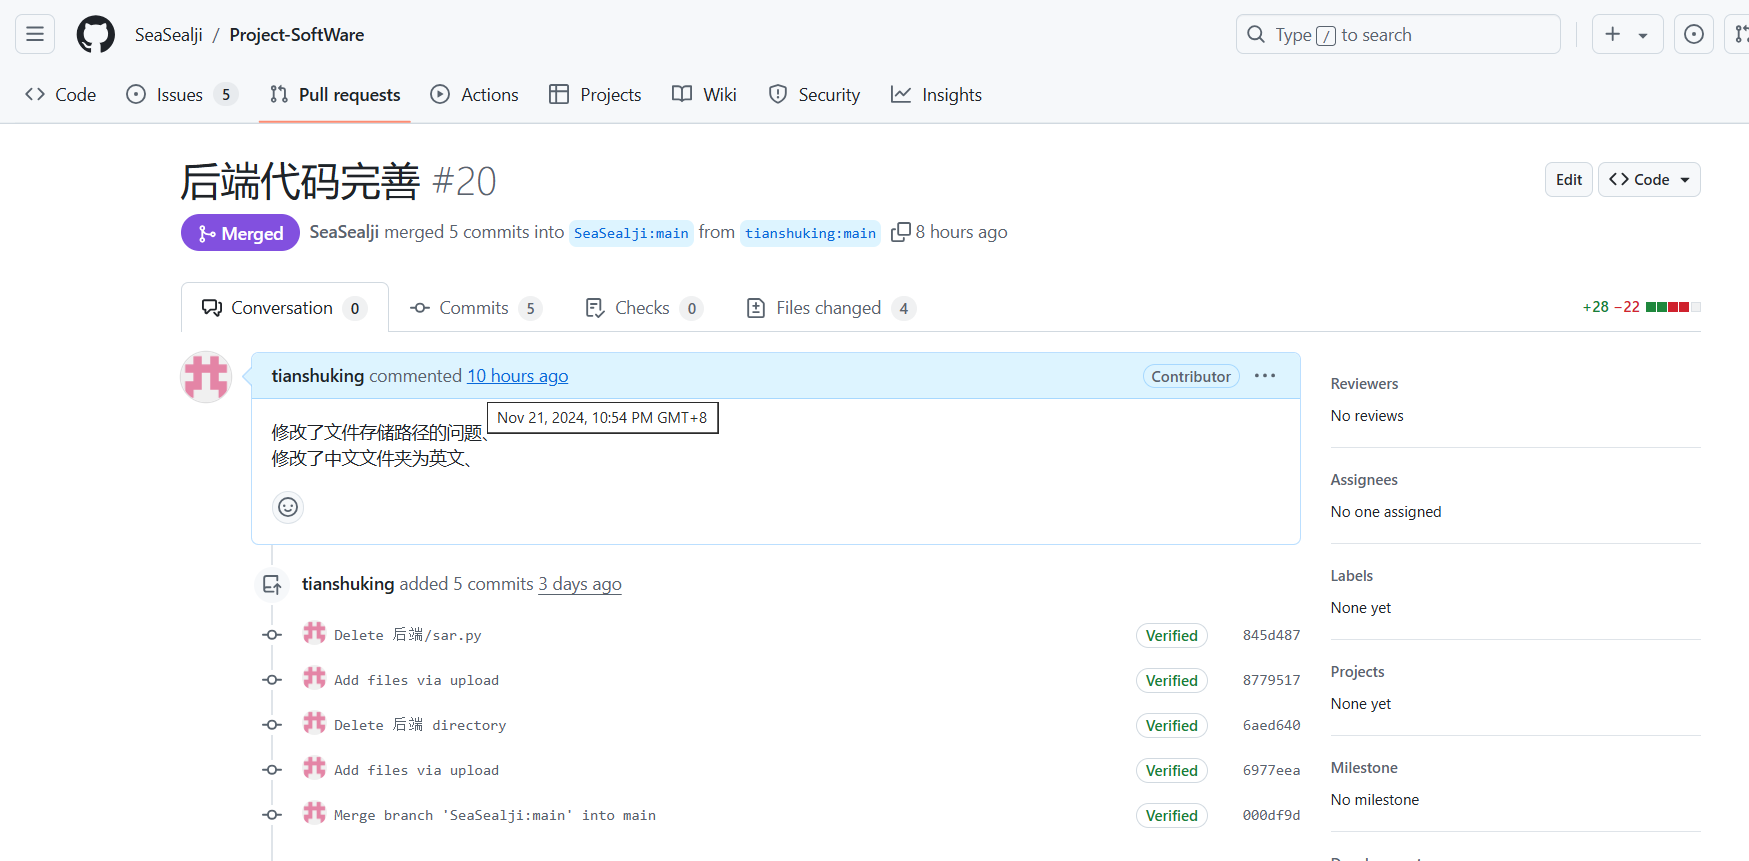 SeaSealji / Project-SoftWare
Type / to search
Code
Issues 5
Pull requests
Actions
Projects
Wiki
Security
Insights
后端代码完善 #20
Edit
Code
Merged
SeaSealji merged 5 commits into SeaSealji:main from tianshuking:main 8 hours ago
Conversation 0
Commits 5
Checks 0
Files changed 4
+28 −22
tianshuking commented 10 hours ago
Contributor
Nov 21, 2024, 10:54 PM GMT+8
修改了文件存储路径的问题、
修改了中文文件夹为英文、
tianshuking added 5 commits 3 days ago
Delete 后端/sar.py Verified 845d487
Add files via upload Verified 8779517
Delete 后端 directory Verified 6aed640
Add files via upload Verified 6977eea
Merge branch 'SeaSealji:main' into main Verified 000df9d
Reviewers
No reviews
Assignees
No one assigned
Labels
None yet
Projects
None yet
Milestone
No milestone